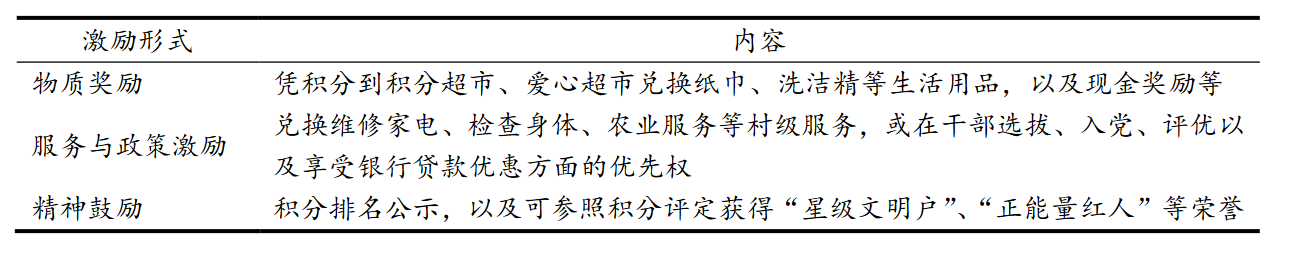 激励形式 内容
物质奖励 凭积分到积分超市、爱心超市兑换纸巾、洗洁精等生活用品，以及现金奖励等
服务与政策激励 兑换维修家电、检查身体、农业服务等村级服务，或在干部选拔、入党、评优以
及享受银行贷款优惠方面的优先权
精神鼓励 积分排名公示，以及可参照积分评定获得“星级文明户”、“正能量红人”等荣誉